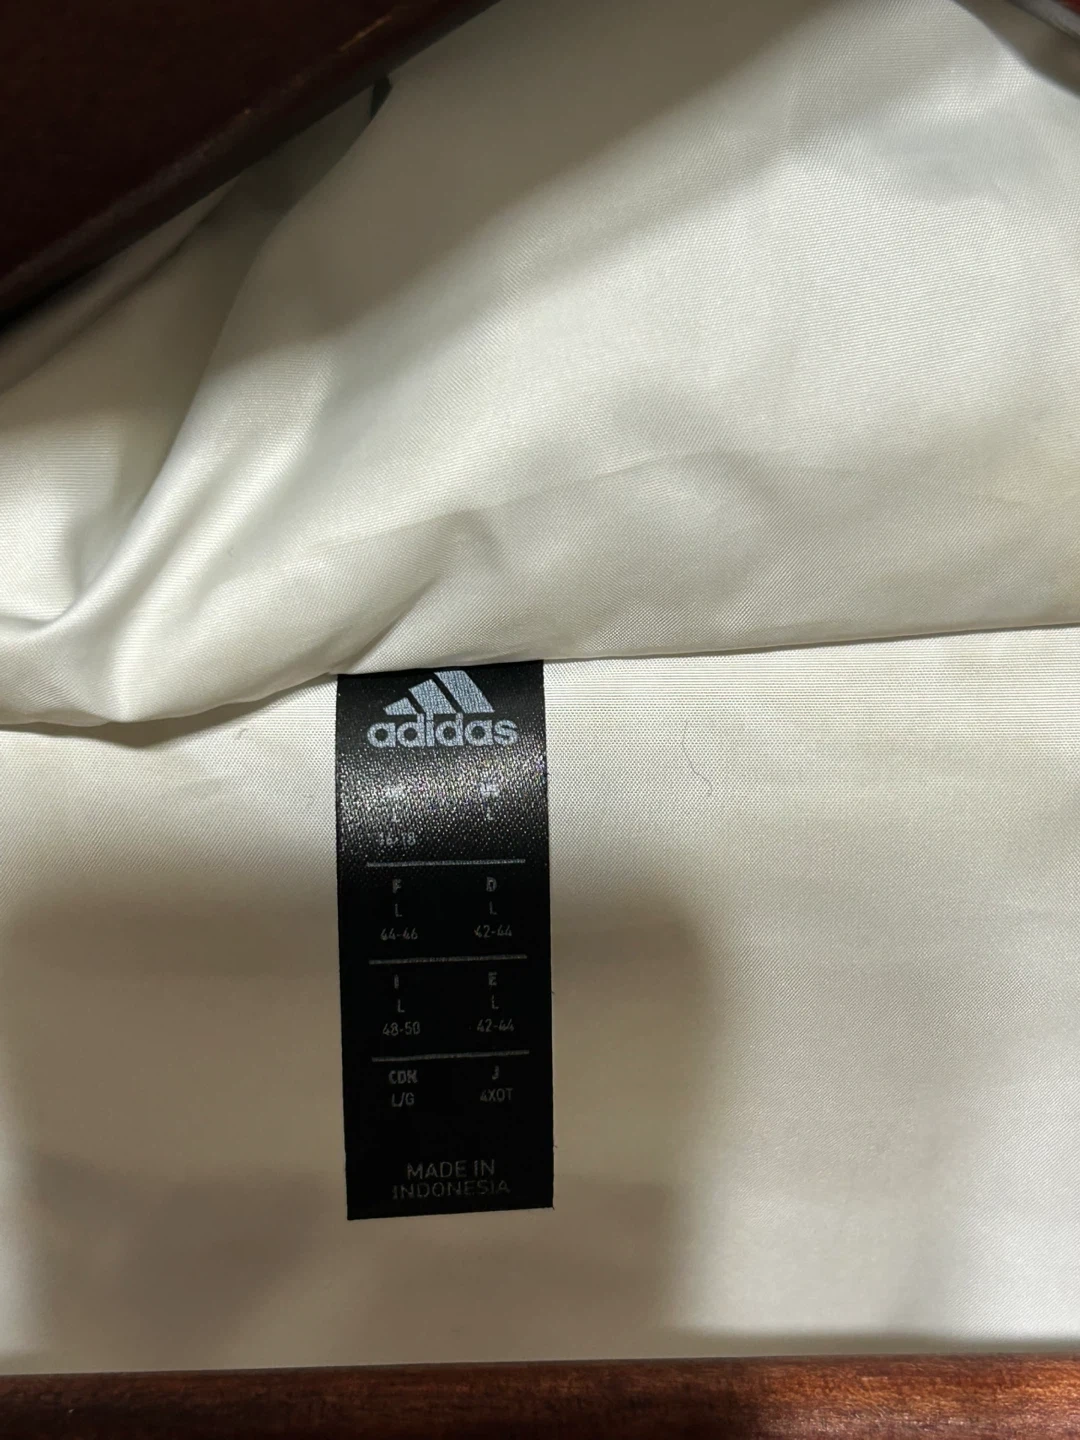 adidas
L L
16-18
F D
L L
44-46 42-44
I E
L L
48-50 42-44
CDN J
L/G 4XOT
MADE IN
INDONESIA